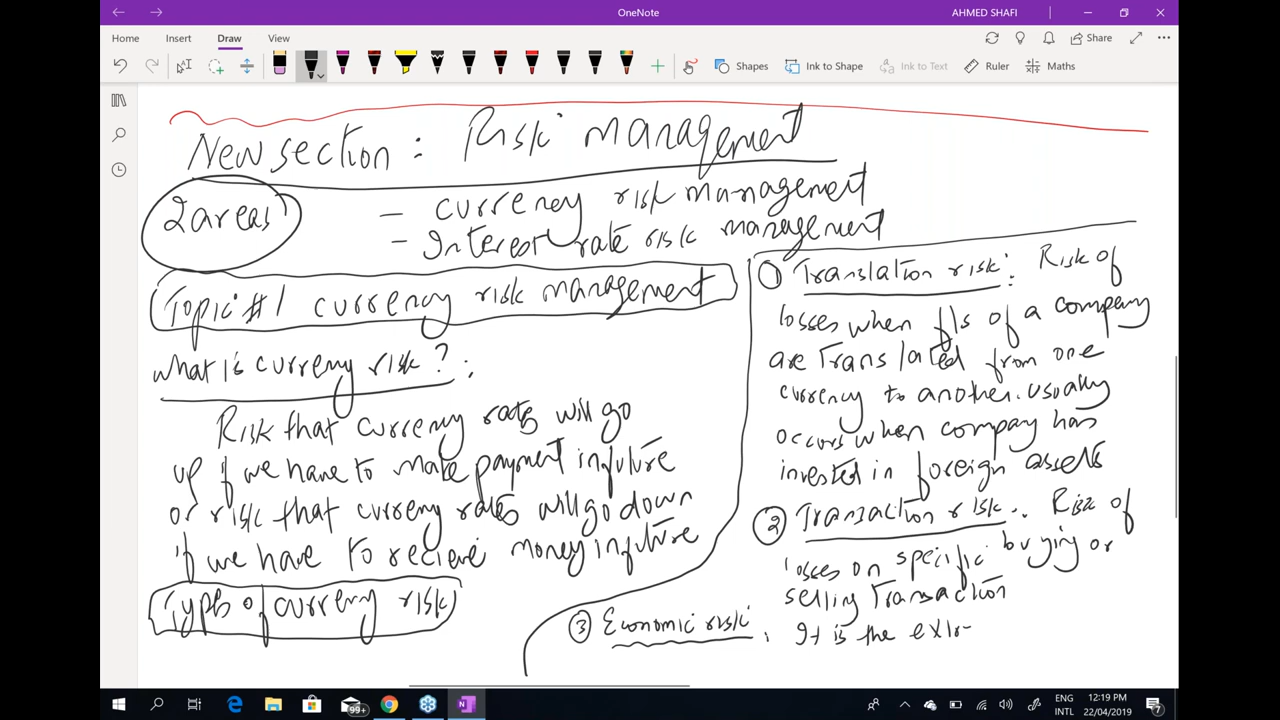 OneNote
AHMED SHAFI
Home Insert Draw View
Share
Shapes Ink to Shape Ink to Text Ruler Maths
New section : Risk management
2 areas
- currency risk management
- Interest rate risk management
Topic #1 currency risk management
what is currency risk? :
Risk that currency rates will go
up if we have to make payment in future
or risk that currency rates will go down
if we have to recieve money in future
Types of currency risk
① Translation risk : Risk of
losses when f/s of a company
are translated from one
currency to another. usually
occurs when company has
invested in foreign assets
② Transaction risk : Risk of
losses on specific buying or
selling Transaction
③ Economic risk : It is the
99+
ENG
INTL
12:19 PM
22/04/2019
7